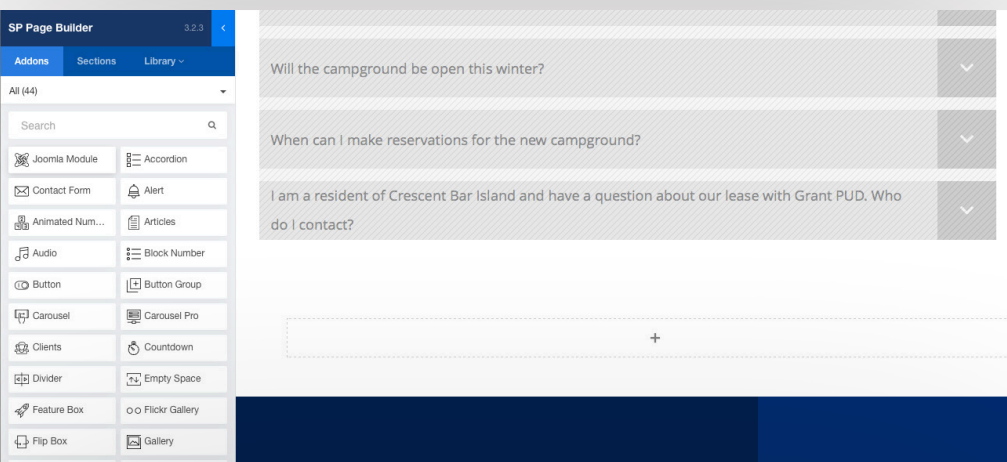 SP Page Builder 3.2.3
Addons Sections Library
All (44)
Search
Joomla Module Accordion
Contact Form Alert
Animated Num... Articles
Audio Block Number
Button Button Group
Carousel Carousel Pro
Clients Countdown
Divider Empty Space
Feature Box Flickr Gallery
Flip Box Gallery
Will the campground be open this winter?
When can I make reservations for the new campground?
I am a resident of Crescent Bar Island and have a question about our lease with Grant PUD. Who
do I contact?
+